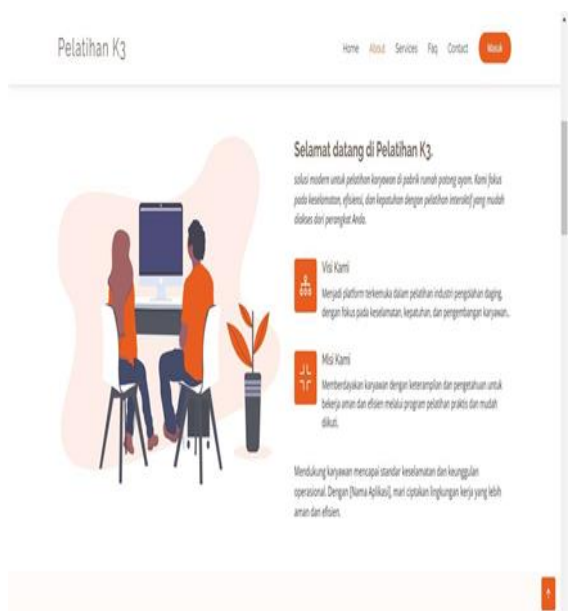 Pelatihan K3
Home About Services Faq Contact Masuk
Selamat datang di Pelatihan K3.
solusi modern untuk pelatihan karyawan di pabrik rumah potong ayam. Kami fokus
pada keselamatan, efisiensi, dan kepatuhan dengan pelatihan interaktif yang mudah
diakses dari perangkat Anda.
Visi Kami
Menjadi platform terkemuka dalam pelatihan industri pengolahan daging,
dengan fokus pada keselamatan, kepatuhan, dan pengembangan karyawan..
Misi Kami
Memberdayakan karyawan dengan keterampilan dan pengetahuan untuk
bekerja aman dan efisien melalui program pelatihan praktis dan mudah
diikuti.
Mendukung karyawan mencapai standar keselamatan dan keunggulan
operasional. Dengan [Nama Aplikasi], mari ciptakan lingkungan kerja yang lebih
aman dan efisien.